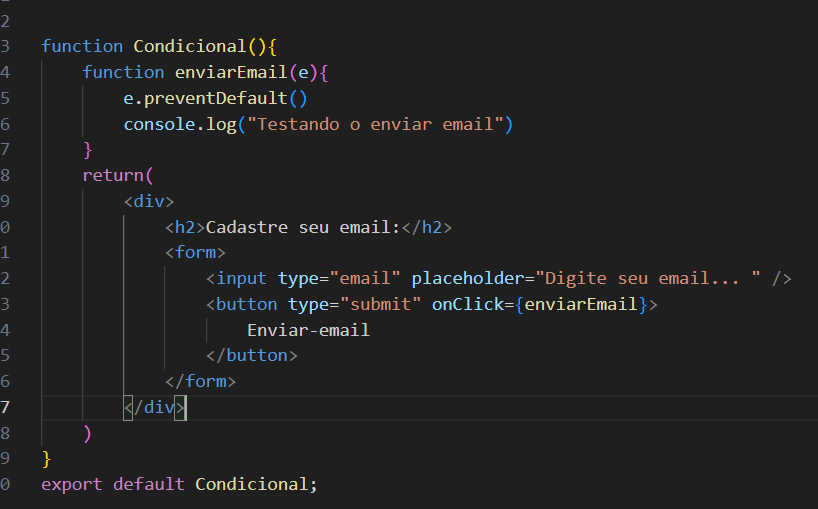 2
3 function Condicional(){
4 function enviarEmail(e){
5 e.preventDefault()
6 console.log("Testando o enviar email")
7 }
8 return(
9 <div>
0 <h2>Cadastre seu email:</h2>
1 <form>
2 <input type="email" placeholder="Digite seu email... " />
3 <button type="submit" onClick={enviarEmail}>
4 Enviar-email
5 </button>
6 </form>
7 </div>
8 )
9 }
0 export default Condicional;